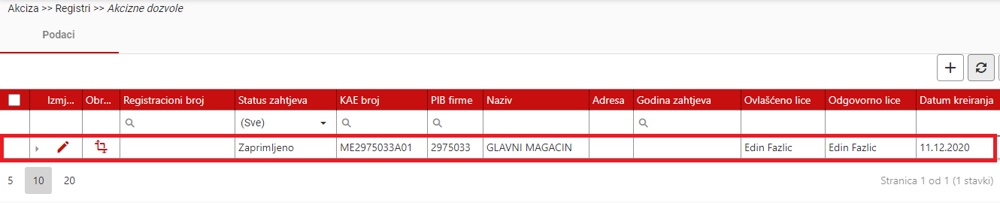 Akciza >> Registri >> Akcizne dozvole
Podaci
Izmj... Obr... Registracioni broj Status zahtjeva KAE broj PIB firme Naziv Adresa Godina zahtjeva Ovlašćeno lice Odgovorno lice Datum kreiranja
(Sve)
Zaprimljeno ME2975033A01 2975033 GLAVNI MAGACIN Edin Fazlic Edin Fazlic 11.12.2020
5 10 20 Stranica 1 od 1 (1 stavki)